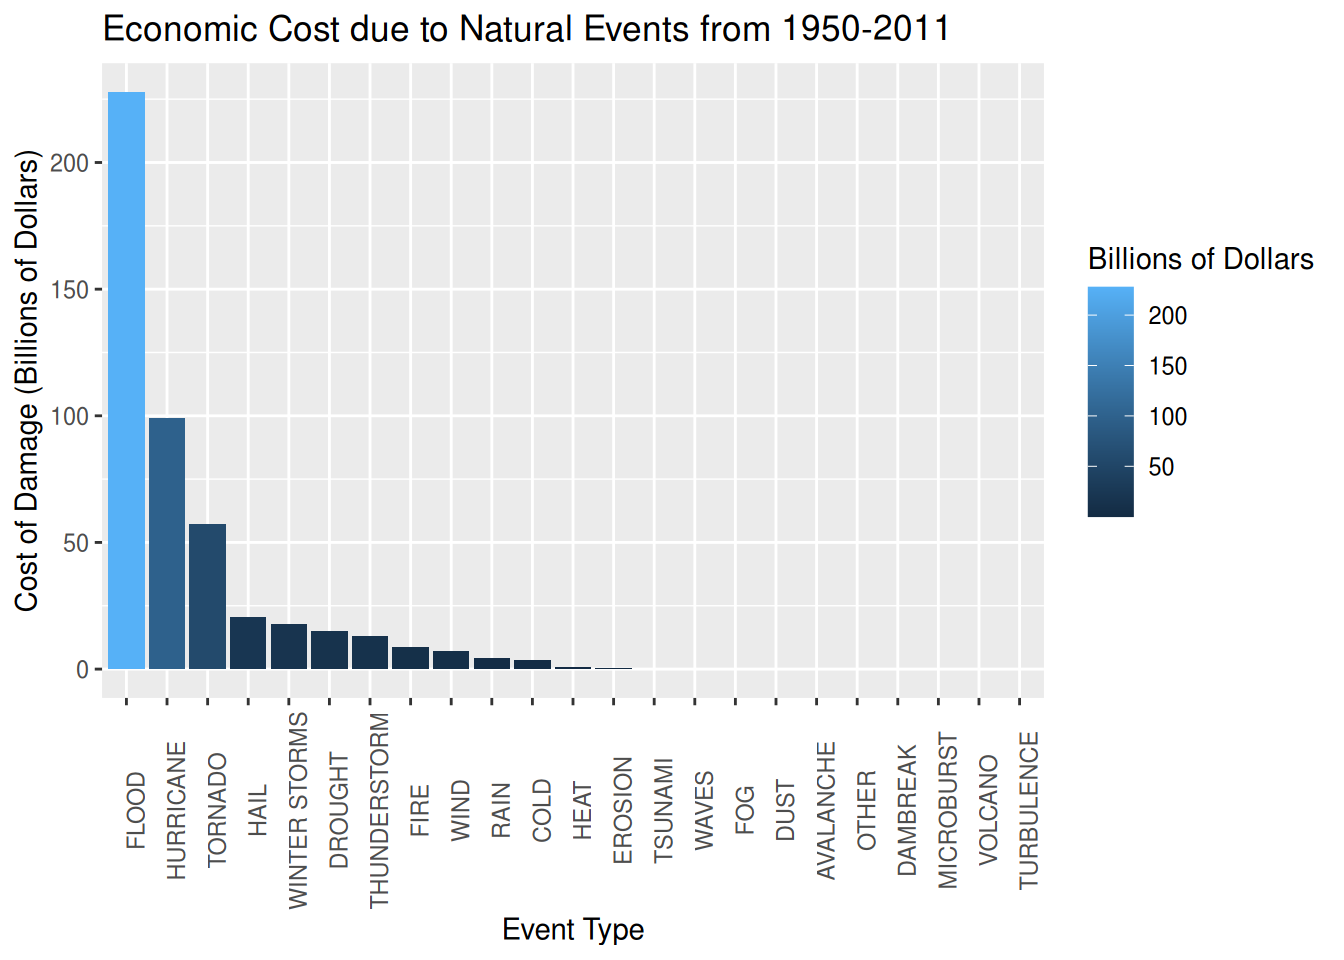 Economic Cost due to Natural Events from 1950-2011
Cost of Damage (Billions of Dollars)
200
150
100
50
0
FLOOD
HURRICANE
TORNADO
HAIL
WINTER STORMS
DROUGHT
THUNDERSTORM
FIRE
WIND
RAIN
COLD
HEAT
EROSION
TSUNAMI
WAVES
FOG
DUST
AVALANCHE
OTHER
DAMBREAK
MICROBURST
VOLCANO
TURBULENCE
Event Type
Billions of Dollars
200
150
100
50